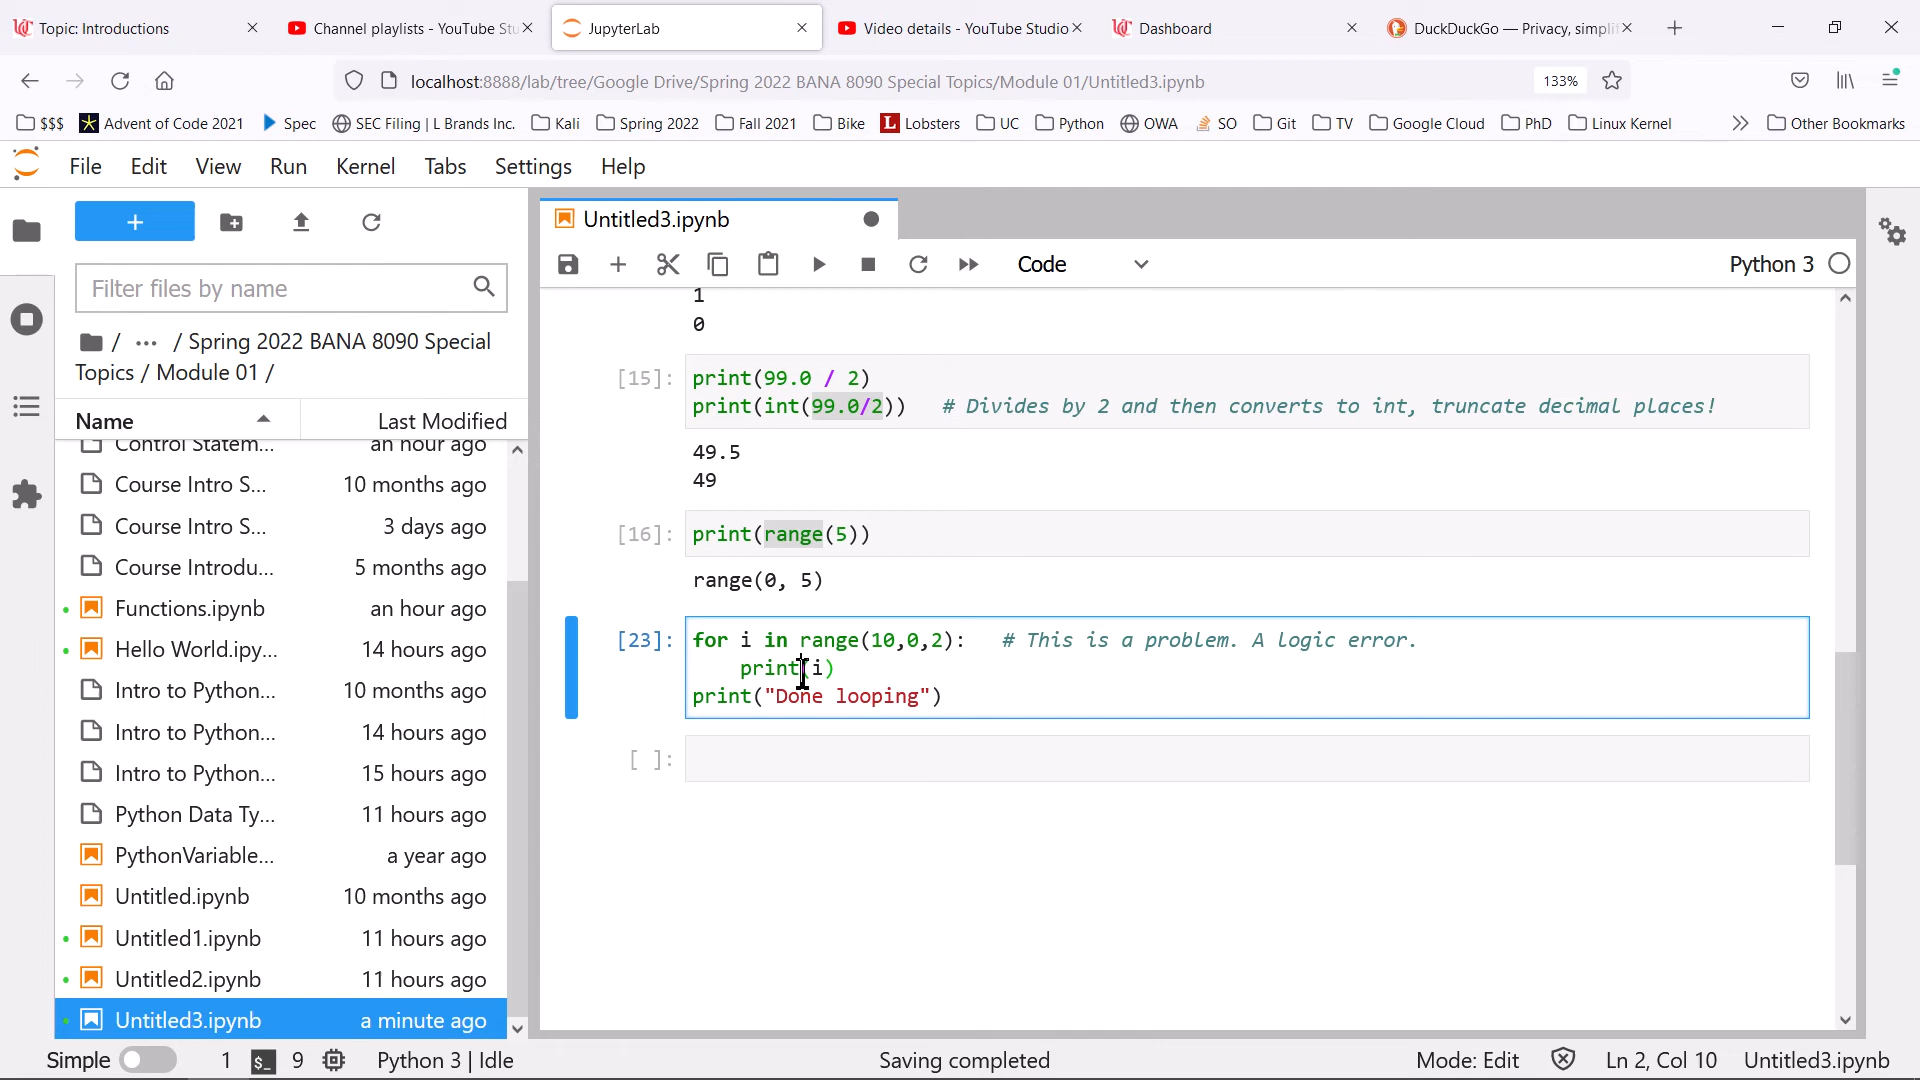 Topic: Introductions
Channel playlists - YouTube Stu
JupyterLab
Video details - YouTube Studio
Dashboard
DuckDuckGo — Privacy, simplif
localhost:8888/lab/tree/Google Drive/Spring 2022 BANA 8090 Special Topics/Module 01/Untitled3.ipynb
133%
$$$
Advent of Code 2021
Spec
SEC Filing | L Brands Inc.
Kali
Spring 2022
Fall 2021
Bike
Lobsters
UC
Python
OWA
SO
Git
TV
Google Cloud
PhD
Linux Kernel
Other Bookmarks
File Edit View Run Kernel Tabs Settings Help
Filter files by name
/ ··· / Spring 2022 BANA 8090 Special
Topics / Module 01 /
Name Last Modified
Control Statem... an hour ago
Course Intro S... 10 months ago
Course Intro S... 3 days ago
Course Introdu... 5 months ago
Functions.ipynb an hour ago
Hello World.ipy... 14 hours ago
Intro to Python... 10 months ago
Intro to Python... 14 hours ago
Intro to Python... 15 hours ago
Python Data Ty... 11 hours ago
PythonVariable... a year ago
Untitled.ipynb 10 months ago
Untitled1.ipynb 11 hours ago
Untitled2.ipynb 11 hours ago
Untitled3.ipynb a minute ago
Untitled3.ipynb
Code
Python 3
1
0
[15]: print(99.0 / 2)
print(int(99.0/2))   # Divides by 2 and then converts to int, truncate decimal places!
49.5
49
[16]: print(range(5))
range(0, 5)
[23]: for i in range(10,0,2):   # This is a problem. A logic error.
    print(i)
print("Done looping")
[ ]:
Simple 1 $_ 9 Python 3 | Idle Saving completed Mode: Edit Ln 2, Col 10 Untitled3.ipynb